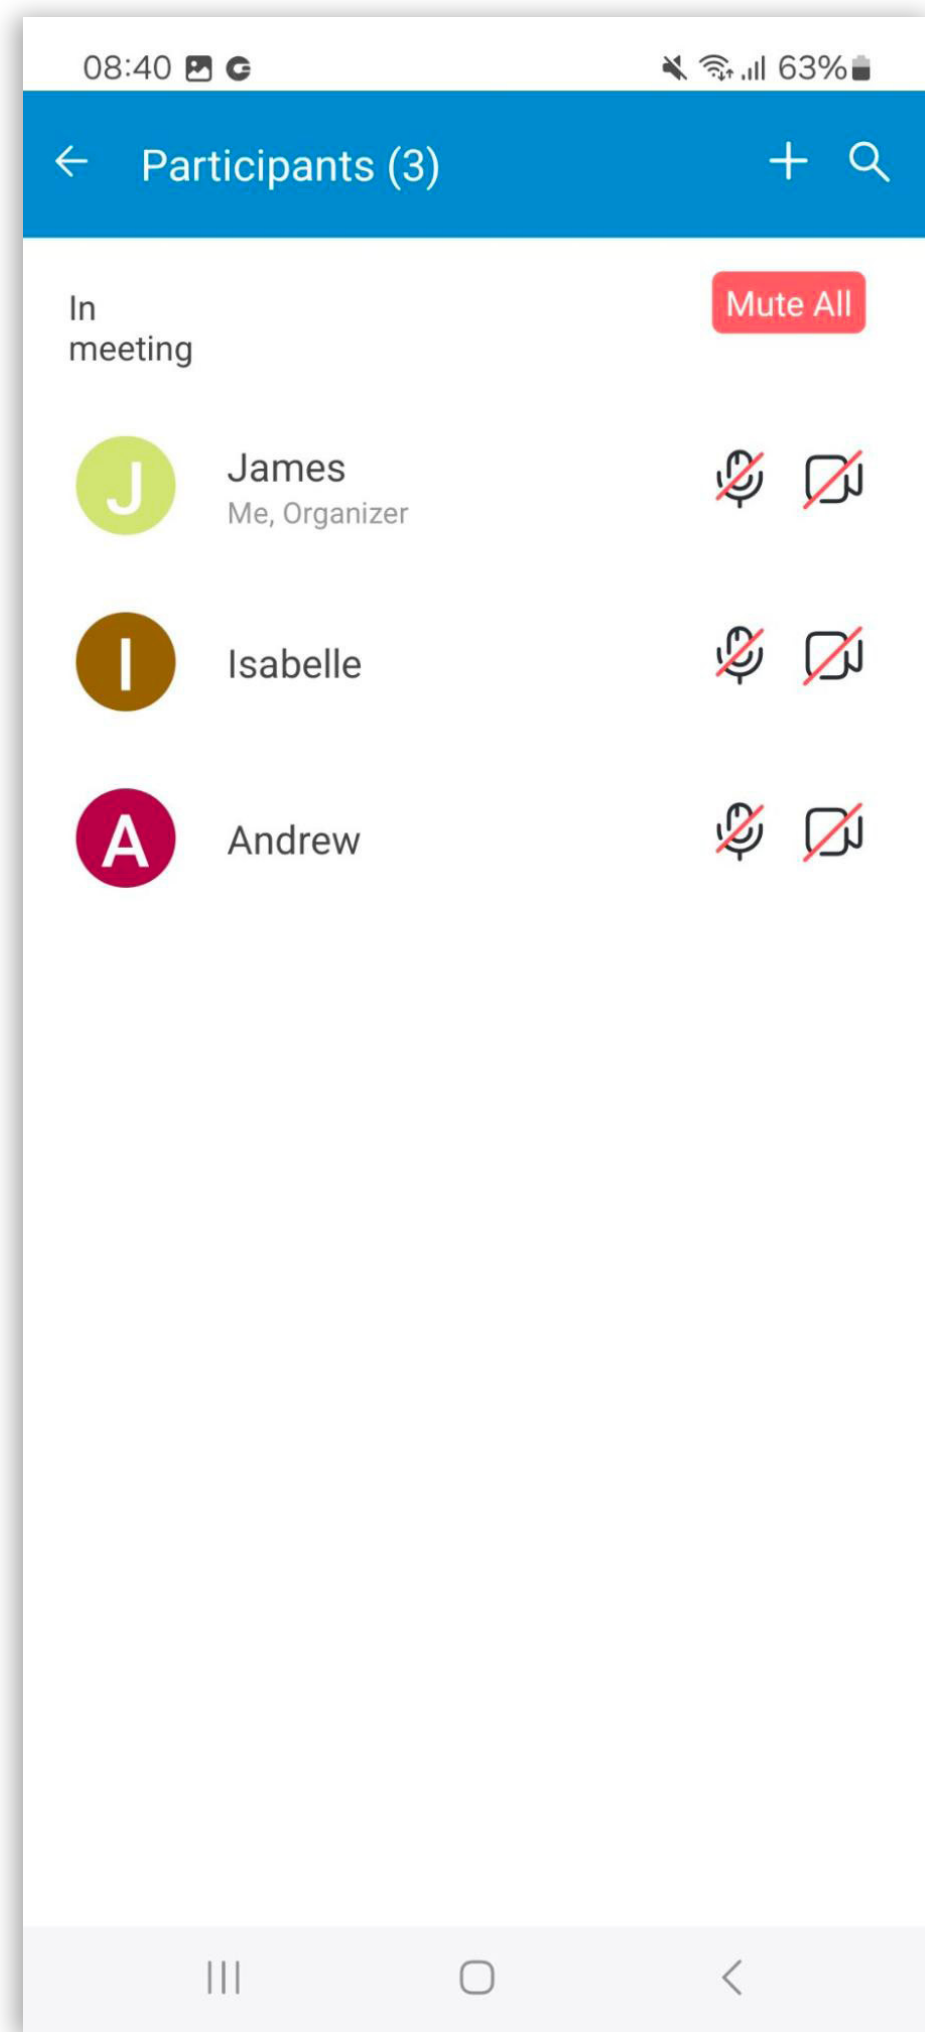 08:40 63%
Participants (3)
In
meeting
Mute All
J
James
Me, Organizer
I
Isabelle
A
Andrew